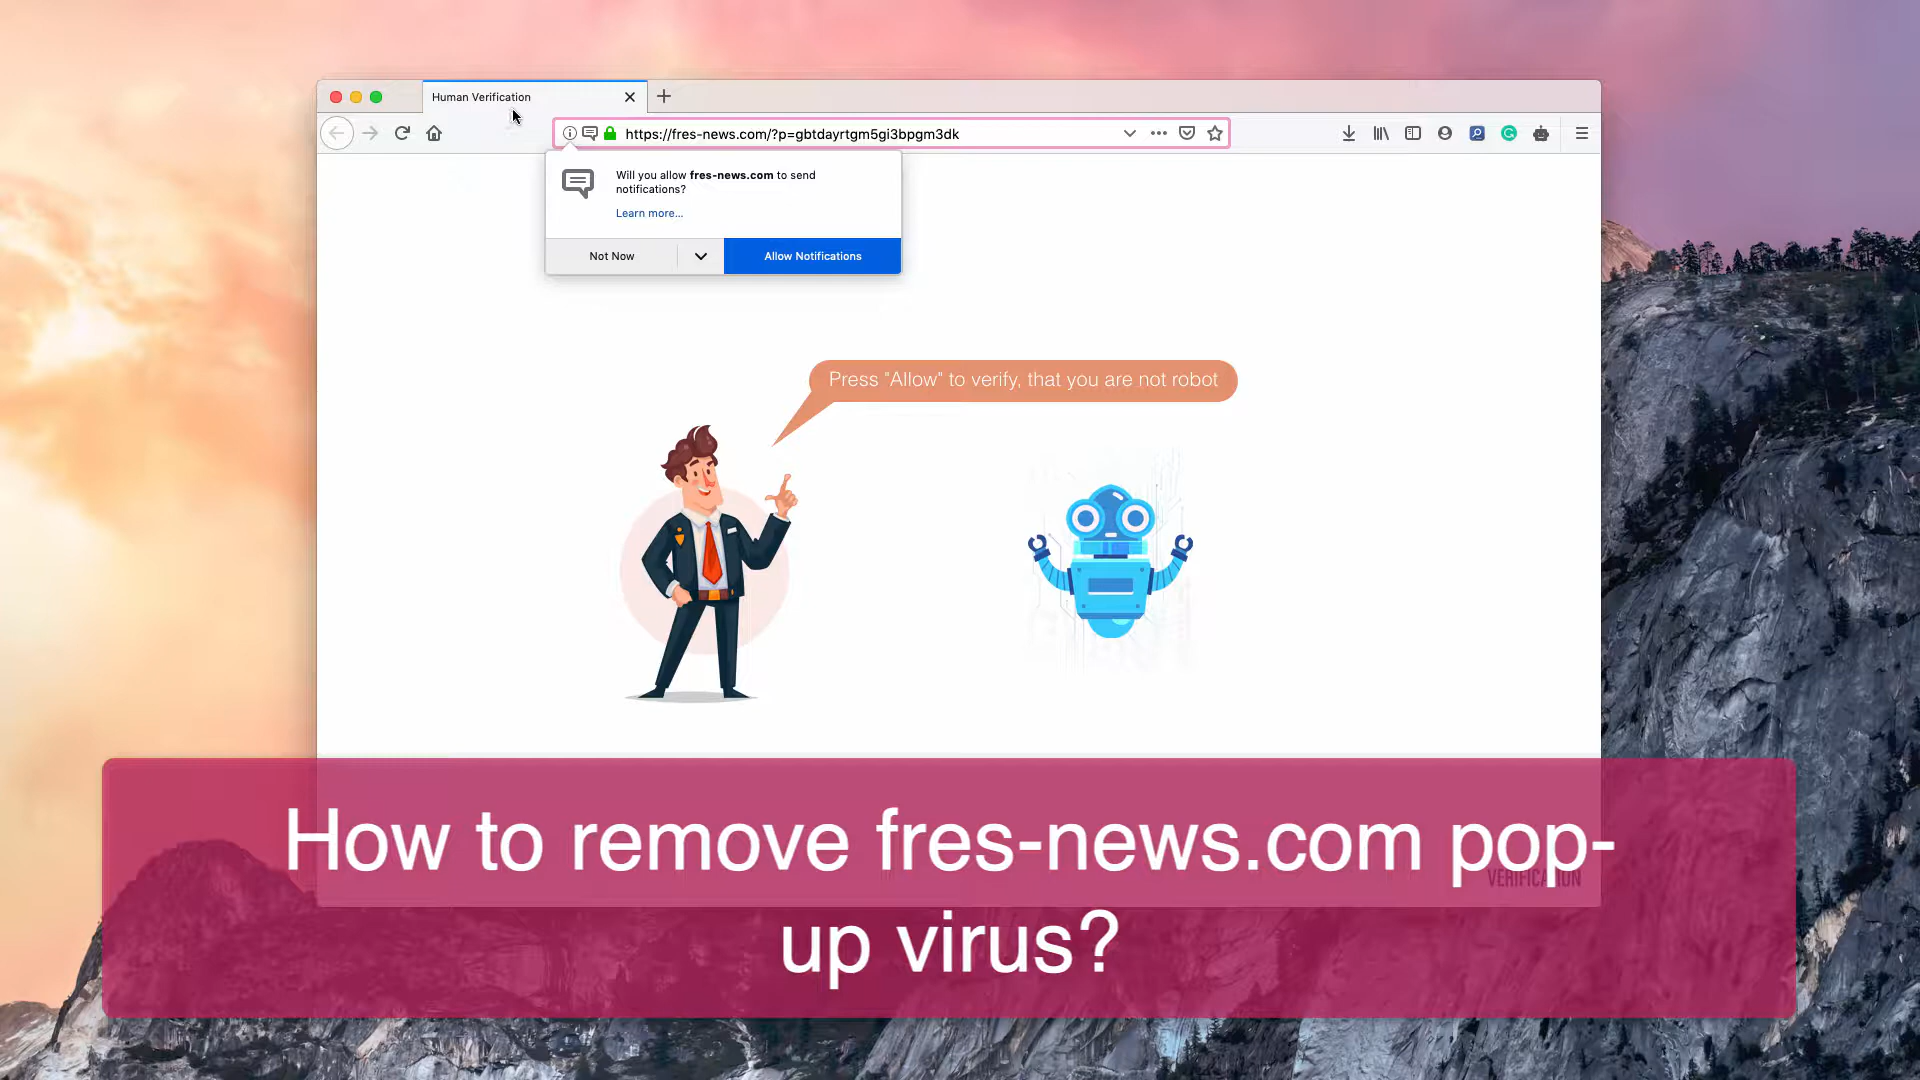 Human Verification
https://fres-news.com/?p=gbtdayrtgm5gi3bpgm3dk
Will you allow fres-news.com to send
notifications?
Learn more...
Not Now
Allow Notifications
Press "Allow" to verify, that you are not robot
How to remove fres-news.com pop-
VERIFICATION
up virus?